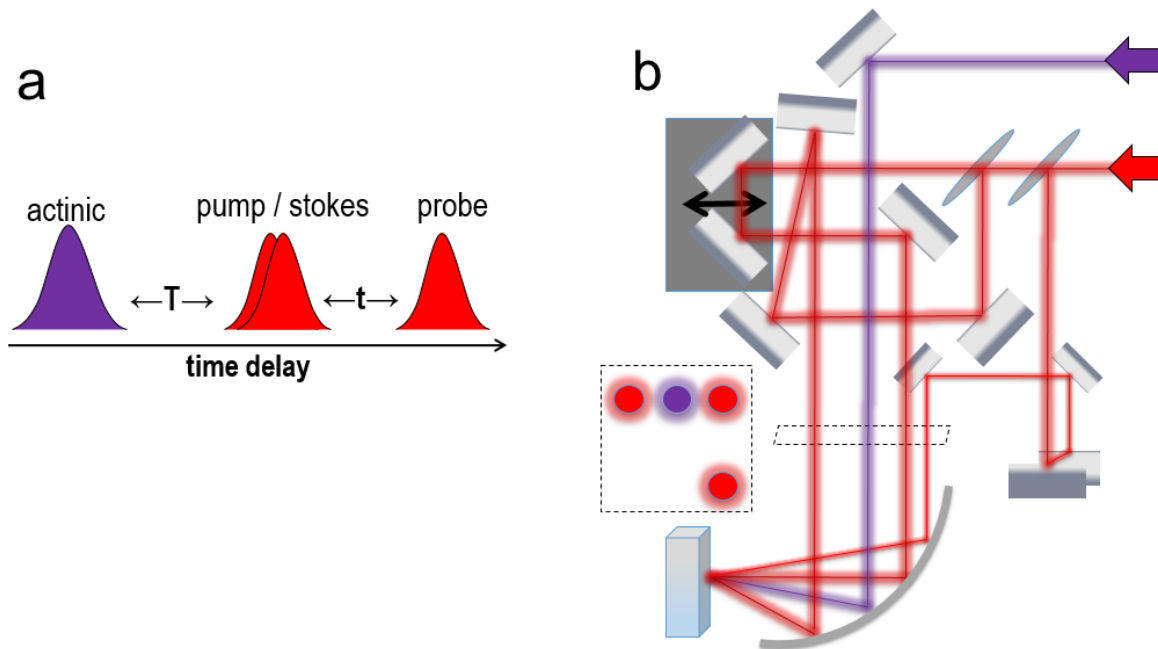 a
actinic
pump / stokes
probe
←T→
←t→
time delay
b